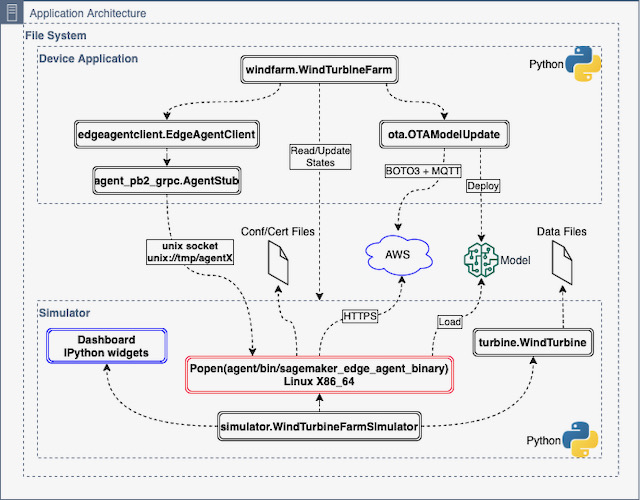 Application Architecture
File System
Device Application
Python
windfarm.WindTurbineFarm
edgeagentclient.EdgeAgentClient
ota.OTAModelUpdate
Read/Update
States
BOTO3 + MQTT
agent_pb2_grpc.AgentStub
Deploy
unix socket
unix://tmp/agentX
Conf/Cert Files
Data Files
AWS
Model
Simulator
HTTPS
Load
Dashboard
IPython widgets
turbine.WindTurbine
Popen(agent/bin/sagemaker_edge_agent_binary)
Linux X86_64
simulator.WindTurbineFarmSimulator
Python